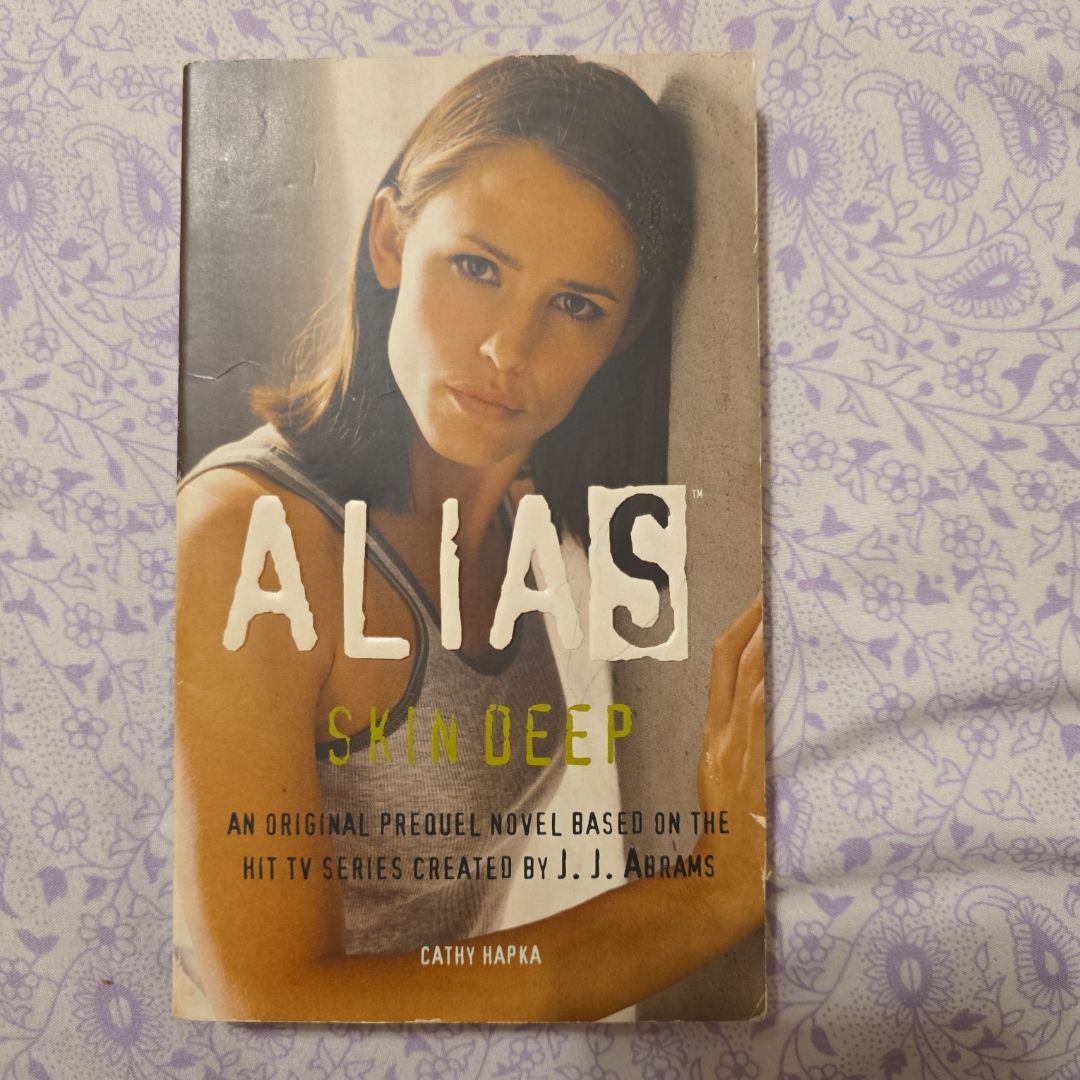 ALIAS™
SKIN DEEP
AN ORIGINAL PREQUEL NOVEL BASED ON THE
HIT TV SERIES CREATED BY J. J. ABRAMS
CATHY HAPKA